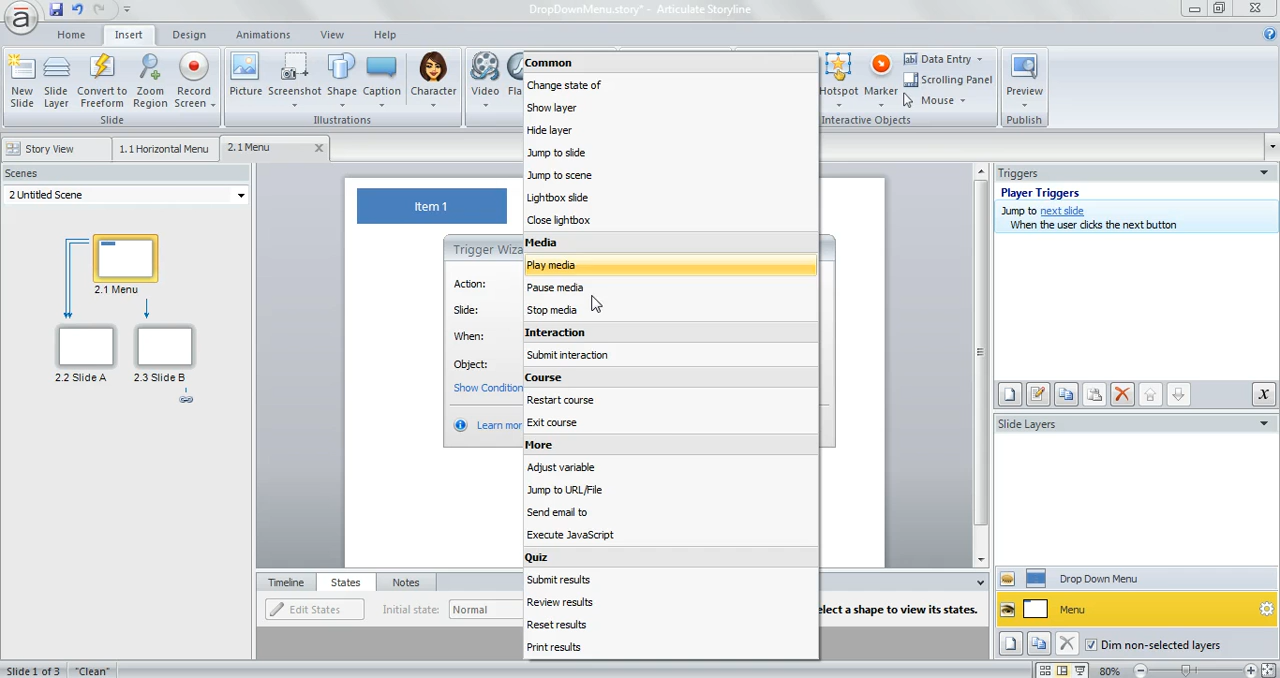 DropDownMenu.story* - Articulate Storyline
Home
Insert
Design
Animations
View
Help
New Slide
Slide Layer
Convert to Freeform
Zoom Region
Record Screen
Slide
Picture
Screenshot
Shape
Caption
Character
Illustrations
Video
Hotspot
Marker
Data Entry
Scrolling Panel
Mouse
Interactive Objects
Preview
Publish
Story View
1.1 Horizontal Menu
2.1 Menu
Scenes
2 Untitled Scene
2.1 Menu
2.2 Slide A
2.3 Slide B
Item 1
Trigger
Action:
Slide:
When:
Object:
Show
Learn
Common
Change state of
Show layer
Hide layer
Jump to slide
Jump to scene
Lightbox slide
Close lightbox
Media
Play media
Pause media
Stop media
Interaction
Submit interaction
Course
Restart course
Exit course
More
Adjust variable
Jump to URL/File
Send email to
Execute JavaScript
Quiz
Submit results
Review results
Reset results
Print results
Timeline
States
Notes
Edit States
Initial state:
Normal
a shape to view its states.
Triggers
Player Triggers
Jump to next slide
When the user clicks the next button
x
Slide Layers
Drop Down Menu
Menu
Dim non-selected layers
Slide 1 of 3
"Clean"
80%